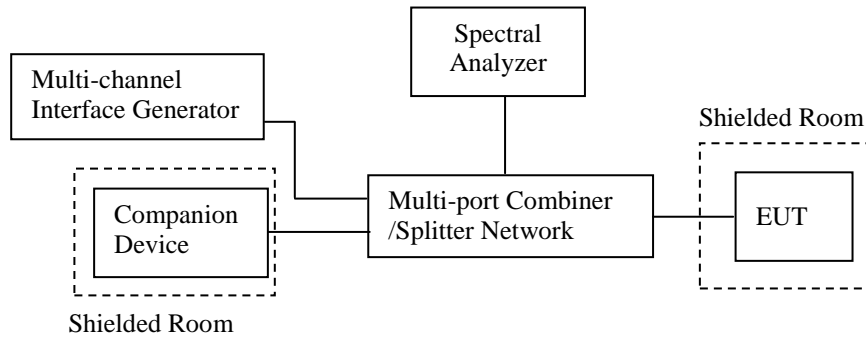 Spectral
Analyzer
Multi-channel
Interface Generator
Shielded Room
Companion
Device
Multi-port Combiner
/Splitter Network
EUT
Shielded Room